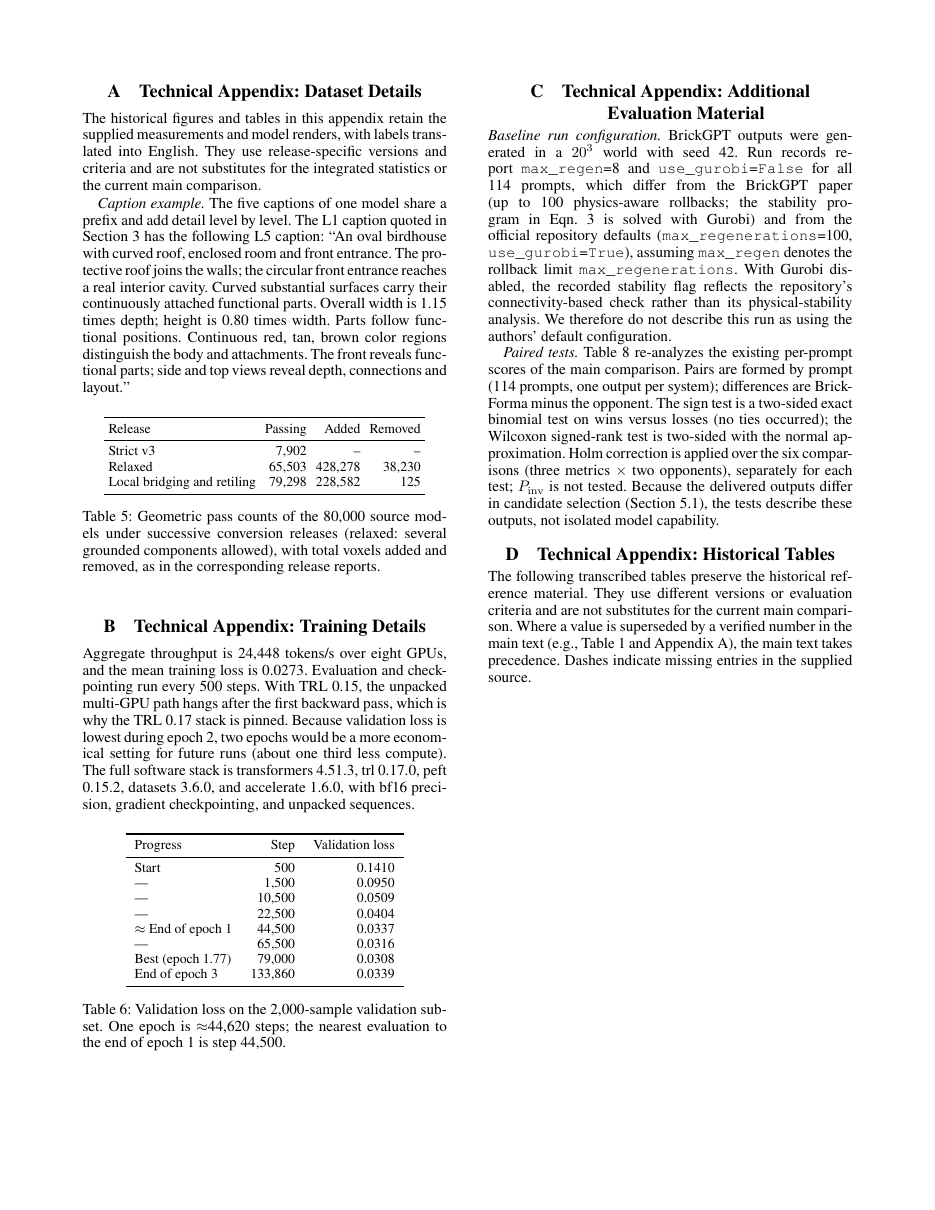 A Technical Appendix: Dataset Details
The historical figures and tables in this appendix retain the
supplied measurements and model renders, with labels trans-
lated into English. They use release-specific versions and
criteria and are not substitutes for the integrated statistics or
the current main comparison.
Caption example. The five captions of one model share a
prefix and add detail level by level. The L1 caption quoted in
Section 3 has the following L5 caption: “An oval birdhouse
with curved roof, enclosed room and front entrance. The pro-
tective roof joins the walls; the circular front entrance reaches
a real interior cavity. Curved substantial surfaces carry their
continuously attached functional parts. Overall width is 1.15
times depth; height is 0.80 times width. Parts follow func-
tional positions. Continuous red, tan, brown color regions
distinguish the body and attachments. The front reveals func-
tional parts; side and top views reveal depth, connections and
layout.”
Release Passing Added Removed
Strict v3 7,902 – –
Relaxed 65,503 428,278 38,230
Local bridging and retiling 79,298 228,582 125
Table 5: Geometric pass counts of the 80,000 source mod-
els under successive conversion releases (relaxed: several
grounded components allowed), with total voxels added and
removed, as in the corresponding release reports.
B Technical Appendix: Training Details
Aggregate throughput is 24,448 tokens/s over eight GPUs,
and the mean training loss is 0.0273. Evaluation and check-
pointing run every 500 steps. With TRL 0.15, the unpacked
multi-GPU path hangs after the first backward pass, which is
why the TRL 0.17 stack is pinned. Because validation loss is
lowest during epoch 2, two epochs would be a more econom-
ical setting for future runs (about one third less compute).
The full software stack is transformers 4.51.3, trl 0.17.0, peft
0.15.2, datasets 3.6.0, and accelerate 1.6.0, with bf16 preci-
sion, gradient checkpointing, and unpacked sequences.
Progress Step Validation loss
Start 500 0.1410
— 1,500 0.0950
— 10,500 0.0509
— 22,500 0.0404
≈ End of epoch 1 44,500 0.0337
— 65,500 0.0316
Best (epoch 1.77) 79,000 0.0308
End of epoch 3 133,860 0.0339
Table 6: Validation loss on the 2,000-sample validation sub-
set. One epoch is ≈44,620 steps; the nearest evaluation to
the end of epoch 1 is step 44,500.
C Technical Appendix: Additional
Evaluation Material
Baseline run configuration. BrickGPT outputs were gen-
erated in a 20³ world with seed 42. Run records re-
port max_regen=8 and use_gurobi=False for all
114 prompts, which differ from the BrickGPT paper
(up to 100 physics-aware rollbacks; the stability pro-
gram in Eqn. 3 is solved with Gurobi) and from the
official repository defaults (max_regenerations=100,
use_gurobi=True), assuming max_regen denotes the
rollback limit max_regenerations. With Gurobi dis-
abled, the recorded stability flag reflects the repository’s
connectivity-based check rather than its physical-stability
analysis. We therefore do not describe this run as using the
authors’ default configuration.
Paired tests. Table 8 re-analyzes the existing per-prompt
scores of the main comparison. Pairs are formed by prompt
(114 prompts, one output per system); differences are Brick-
Forma minus the opponent. The sign test is a two-sided exact
binomial test on wins versus losses (no ties occurred); the
Wilcoxon signed-rank test is two-sided with the normal ap-
proximation. Holm correction is applied over the six compar-
isons (three metrics × two opponents), separately for each
test; P_inv is not tested. Because the delivered outputs differ
in candidate selection (Section 5.1), the tests describe these
outputs, not isolated model capability.
D Technical Appendix: Historical Tables
The following transcribed tables preserve the historical ref-
erence material. They use different versions or evaluation
criteria and are not substitutes for the current main compari-
son. Where a value is superseded by a verified number in the
main text (e.g., Table 1 and Appendix A), the main text takes
precedence. Dashes indicate missing entries in the supplied
source.